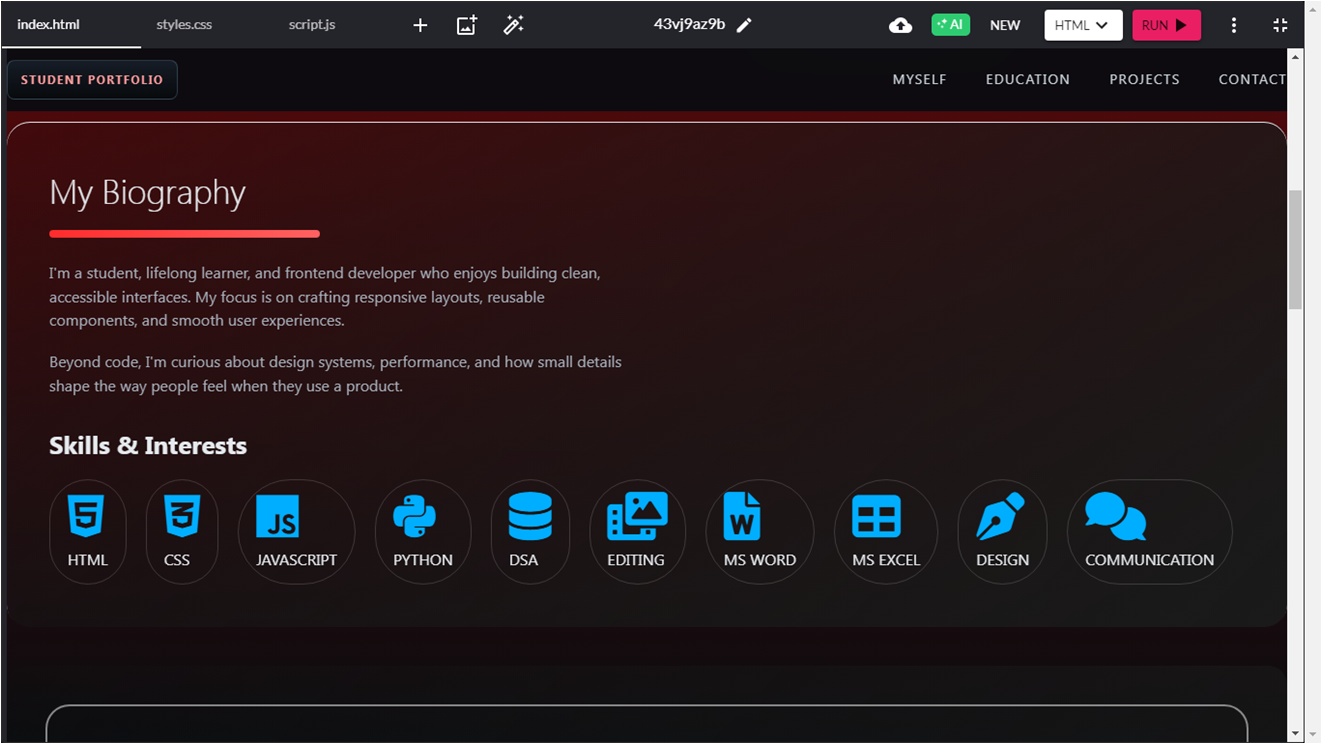 index.html styles.css script.js 43vj9az9b AI NEW HTML RUN
STUDENT PORTFOLIO MYSELF EDUCATION PROJECTS CONTACT
My Biography
I'm a student, lifelong learner, and frontend developer who enjoys building clean,
accessible interfaces. My focus is on crafting responsive layouts, reusable
components, and smooth user experiences.
Beyond code, I'm curious about design systems, performance, and how small details
shape the way people feel when they use a product.
Skills & Interests
5 3 JS W
HTML CSS JAVASCRIPT PYTHON DSA EDITING MS WORD MS EXCEL DESIGN COMMUNICATION